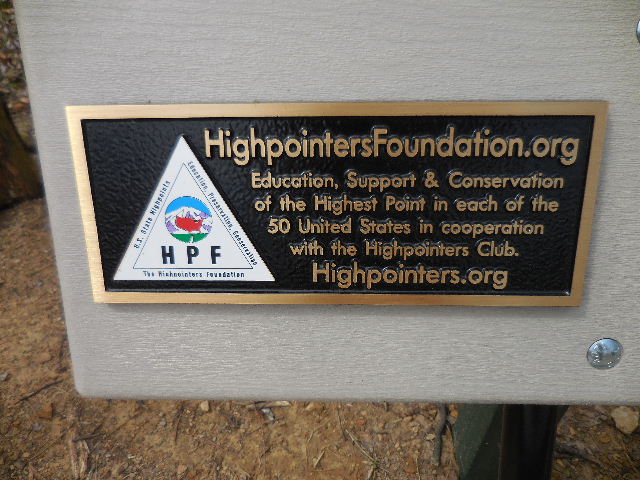 HighpointersFoundation.org
Education, Support & Conservation
of the Highest Point in each of the
50 United States in cooperation
with the Highpointers Club.
Highpointers.org
U.S. State Highpoints
Education, Preservation, Conservation
HPF
The Highpointers Foundation